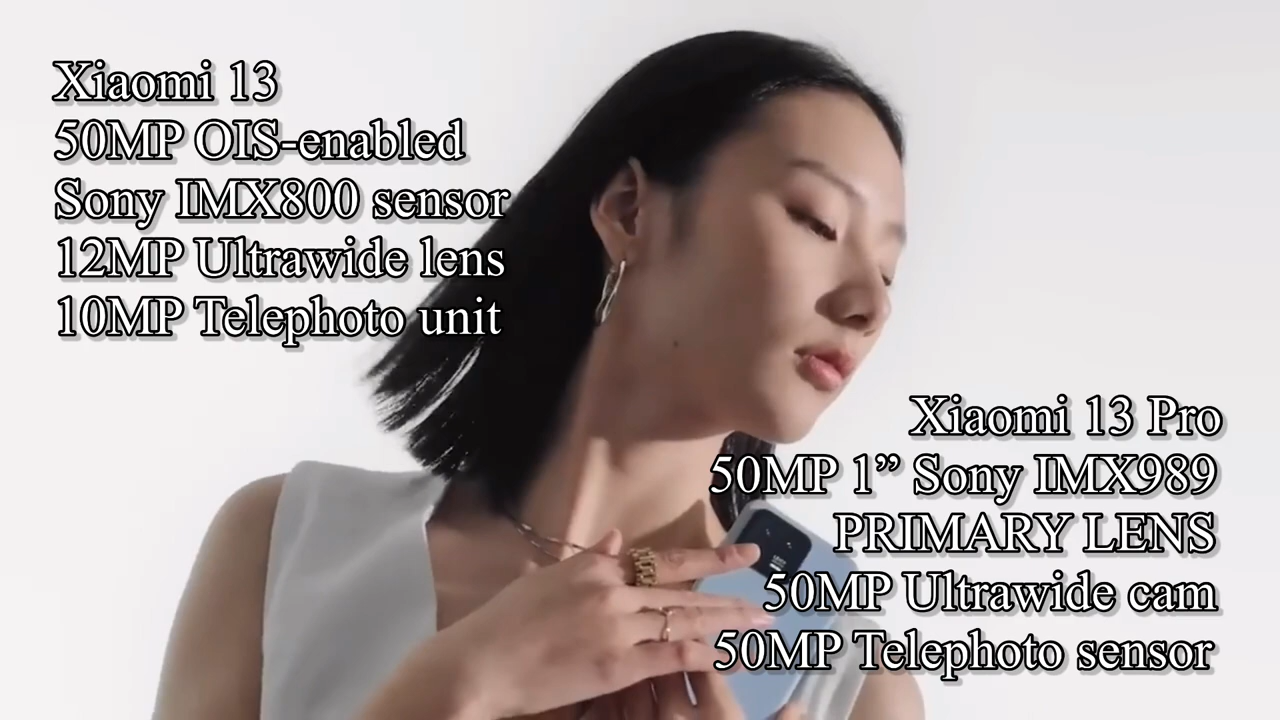 Xiaomi 13
50MP OIS-enabled
Sony IMX800 sensor
12MP Ultrawide lens
10MP Telephoto unit
Xiaomi 13 Pro
50MP 1” Sony IMX989
PRIMARY LENS
50MP Ultrawide cam
50MP Telephoto sensor